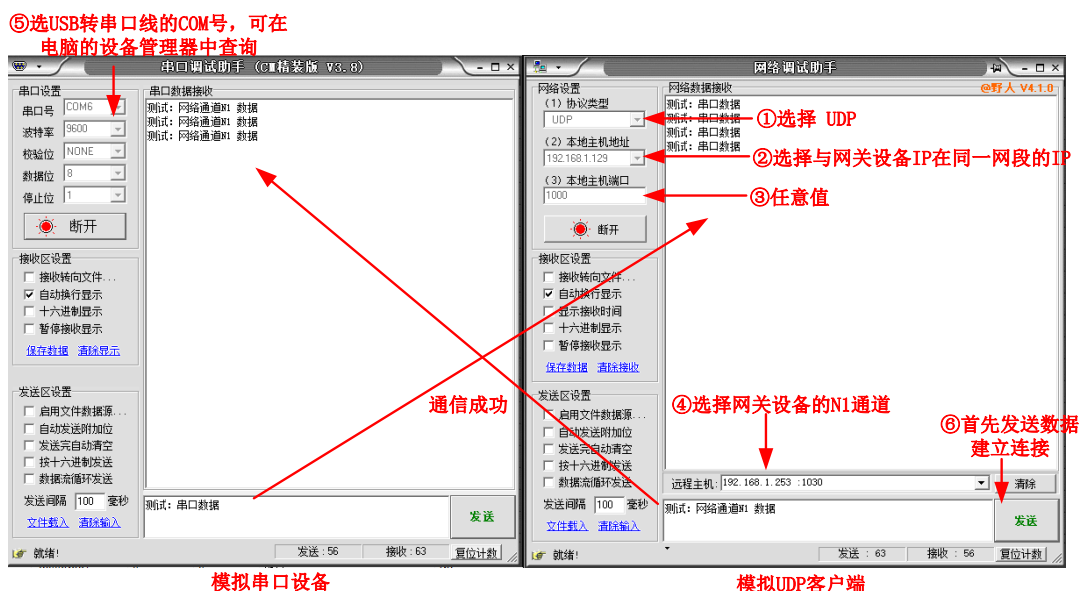 ⑤选USB转串口线的COM号，可在
电脑的设备管理器中查询
串口调试助手 (CM精装版 V3.8)
串口设置
串口号 COM6
波特率 9600
校验位 NONE
数据位 8
停止位 1
断开
接收区设置
接收转向文件...
自动换行显示
十六进制显示
暂停接收显示
保存数据 清除显示
发送区设置
启用文件数据源...
自动发送附加位
发送完自动清空
按十六进制发送
数据流循环发送
发送间隔 100 毫秒
文件载入 清除输入
串口数据接收
测试: 网络通道N1 数据
测试: 网络通道N1 数据
测试: 网络通道N1 数据
通信成功
测试: 串口数据
发送
就绪!
发送:56
接收:63
复位计数
模拟串口设备
网络调试助手
网络设置
(1) 协议类型
UDP
(2) 本地主机地址
192.168.1.129
(3) 本地主机端口
1000
断开
接收区设置
接收转向文件...
自动换行显示
显示接收时间
十六进制显示
暂停接收显示
保存数据 清除接收
发送区设置
启用文件数据源...
自动发送附加位
发送完自动清空
按十六进制发送
数据流循环发送
发送间隔 100 毫秒
文件载入 清除输入
网络数据接收
@野人 V4.1.0
测试: 串口数据
测试: 串口数据
测试: 串口数据
测试: 串口数据
①选择 UDP
②选择与网关设备IP在同一网段的IP
③任意值
④选择网关设备的N1通道
⑥首先发送数据
建立连接
远程主机: 192.168.1.253 :1030
清除
测试: 网络通道N1 数据
发送
就绪!
发送 : 63
接收 : 56
复位计数
模拟UDP客户端